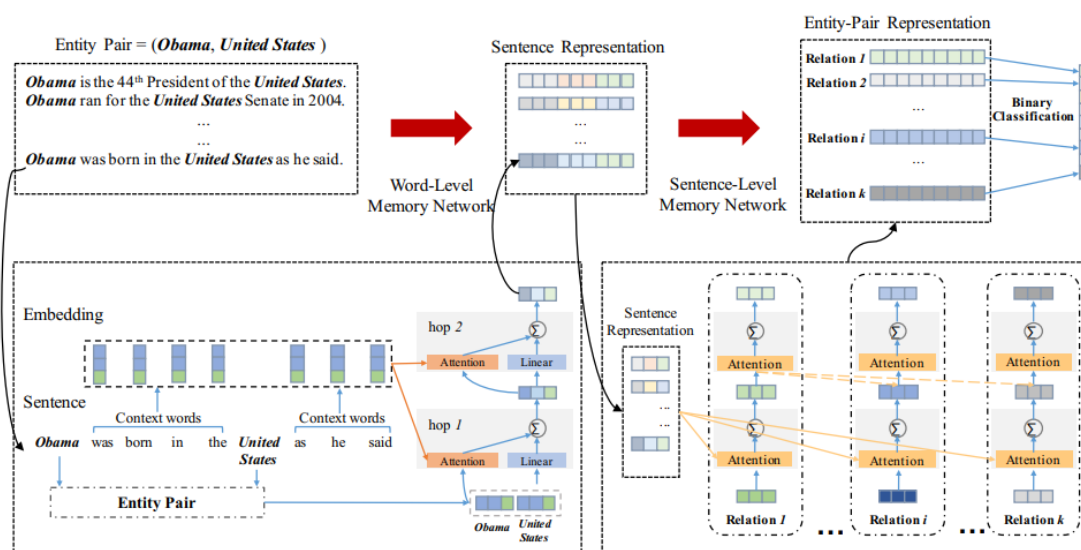 Entity Pair = (Obama, United States )
Obama is the 44th President of the United States.
Obama ran for the United States Senate in 2004.
...
...
Obama was born in the United States as he said.
Word-Level
Memory Network
Sentence Representation
...
...
Sentence-Level
Memory Network
Entity-Pair Representation
Relation 1
Relation 2
...
Relation i
...
Relation k
Binary
Classification
Embedding
Sentence
Context words
Context words
Obama was born in the United States as he said
Entity Pair
hop 2
Σ
Attention
Linear
hop 1
Σ
Attention
Linear
Obama
United
States
Sentence
Representation
...
...
Σ
Σ
Σ
Attention
Attention
Attention
Σ
Σ
Σ
Attention
Attention
Attention
Relation 1
...
Relation i
...
Relation k